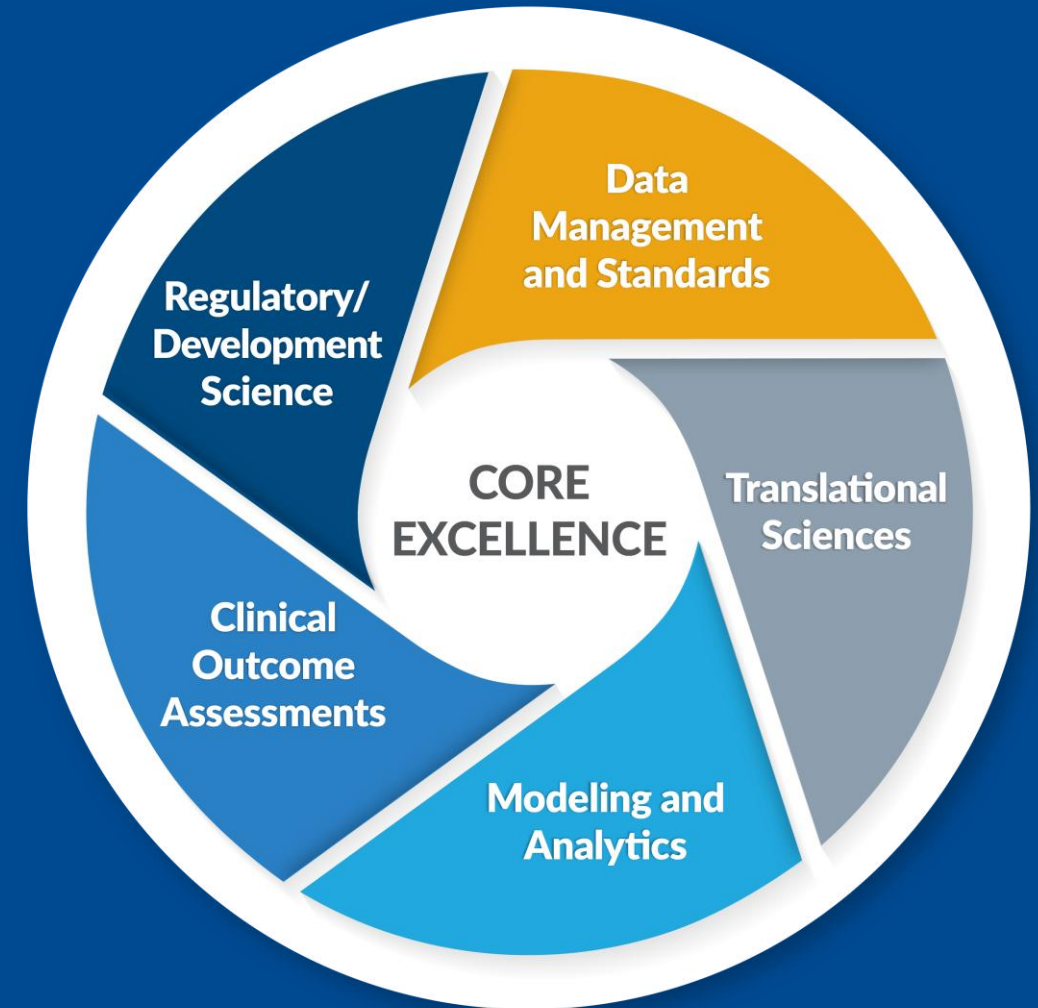 Data
Management
and Standards
Regulatory/
Development
Science
CORE
EXCELLENCE
Translational
Sciences
Clinical
Outcome
Assessments
Modeling and
Analytics